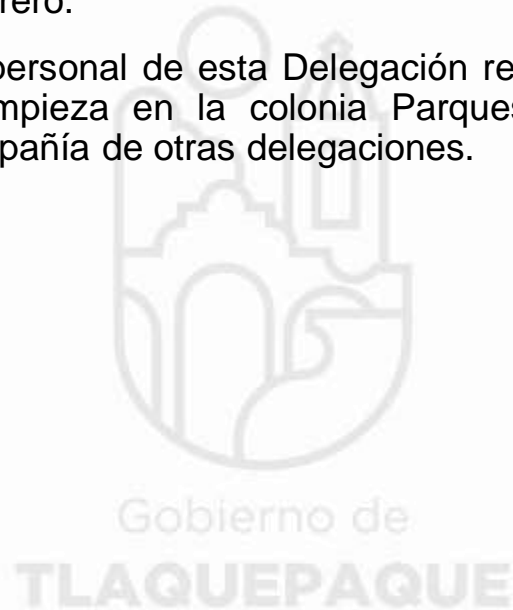 rero.
personal de esta Delegación re
mpieza en la colonia Parques
pañía de otras delegaciones.
Gobierno de
TLAQUEPAQUE